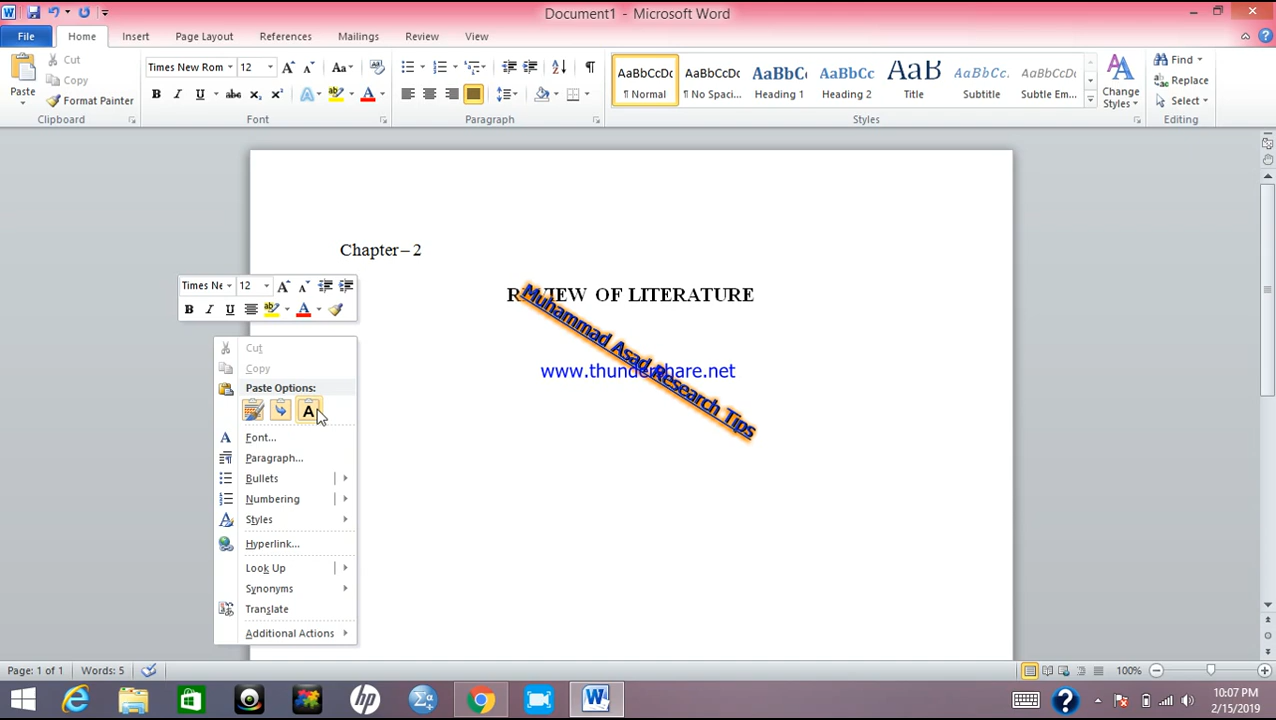 Document1 - Microsoft Word
File Home Insert Page Layout References Mailings Review View
Paste
Cut
Copy
Format Painter
Clipboard
Times New Rom 12
Font
Paragraph
AaBbCcDc AaBbCcDc AaBbC AaBbCc AaB AaBbCc. AaBbCcDc
¶ Normal ¶ No Spaci... Heading 1 Heading 2 Title Subtitle Subtle Em...
Styles
Change
Styles
Find
Replace
Select
Editing
Chapter–2
REVIEW OF LITERATURE
Muhammad Asad Research Tips
www.thundershare.net
Times Ne 12
Cut
Copy
Paste Options:
Font...
Paragraph...
Bullets
Numbering
Styles
Hyperlink...
Look Up
Synonyms
Translate
Additional Actions
Page: 1 of 1 Words: 5 100%
10:07 PM
2/15/2019